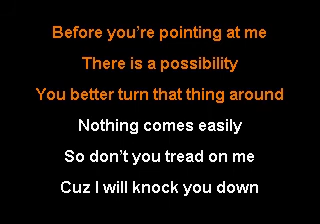 Before you're pointing at me
There is a possibility
You better turn that thing around
Nothing comes easily
So don't you tread on me
Cuz I will knock you down